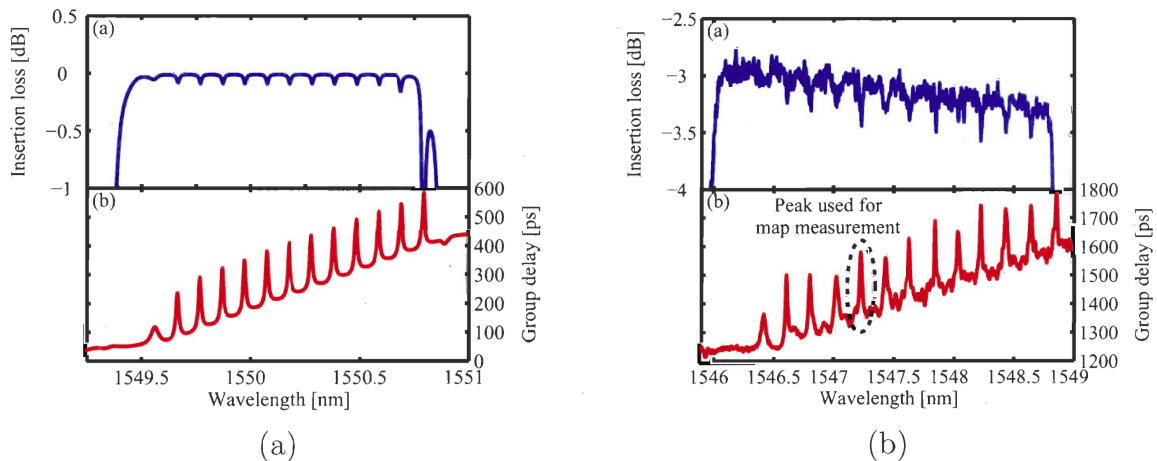 (a)
Insertion loss [dB]
0.5
0
−0.5
−1
(b)
600
500
400
300
200
100
0
Group delay [ps]
1549.5
1550
1550.5
1551
Wavelength [nm]
(a)
(a)
Insertion loss [dB]
−2.5
−3
−3.5
−4
(b)
Peak used for
map measurement
1800
1700
1600
1500
1400
1300
1200
Group delay [ps]
1546
1546.5
1547
1547.5
1548
1548.5
1549
Wavelength [nm]
(b)